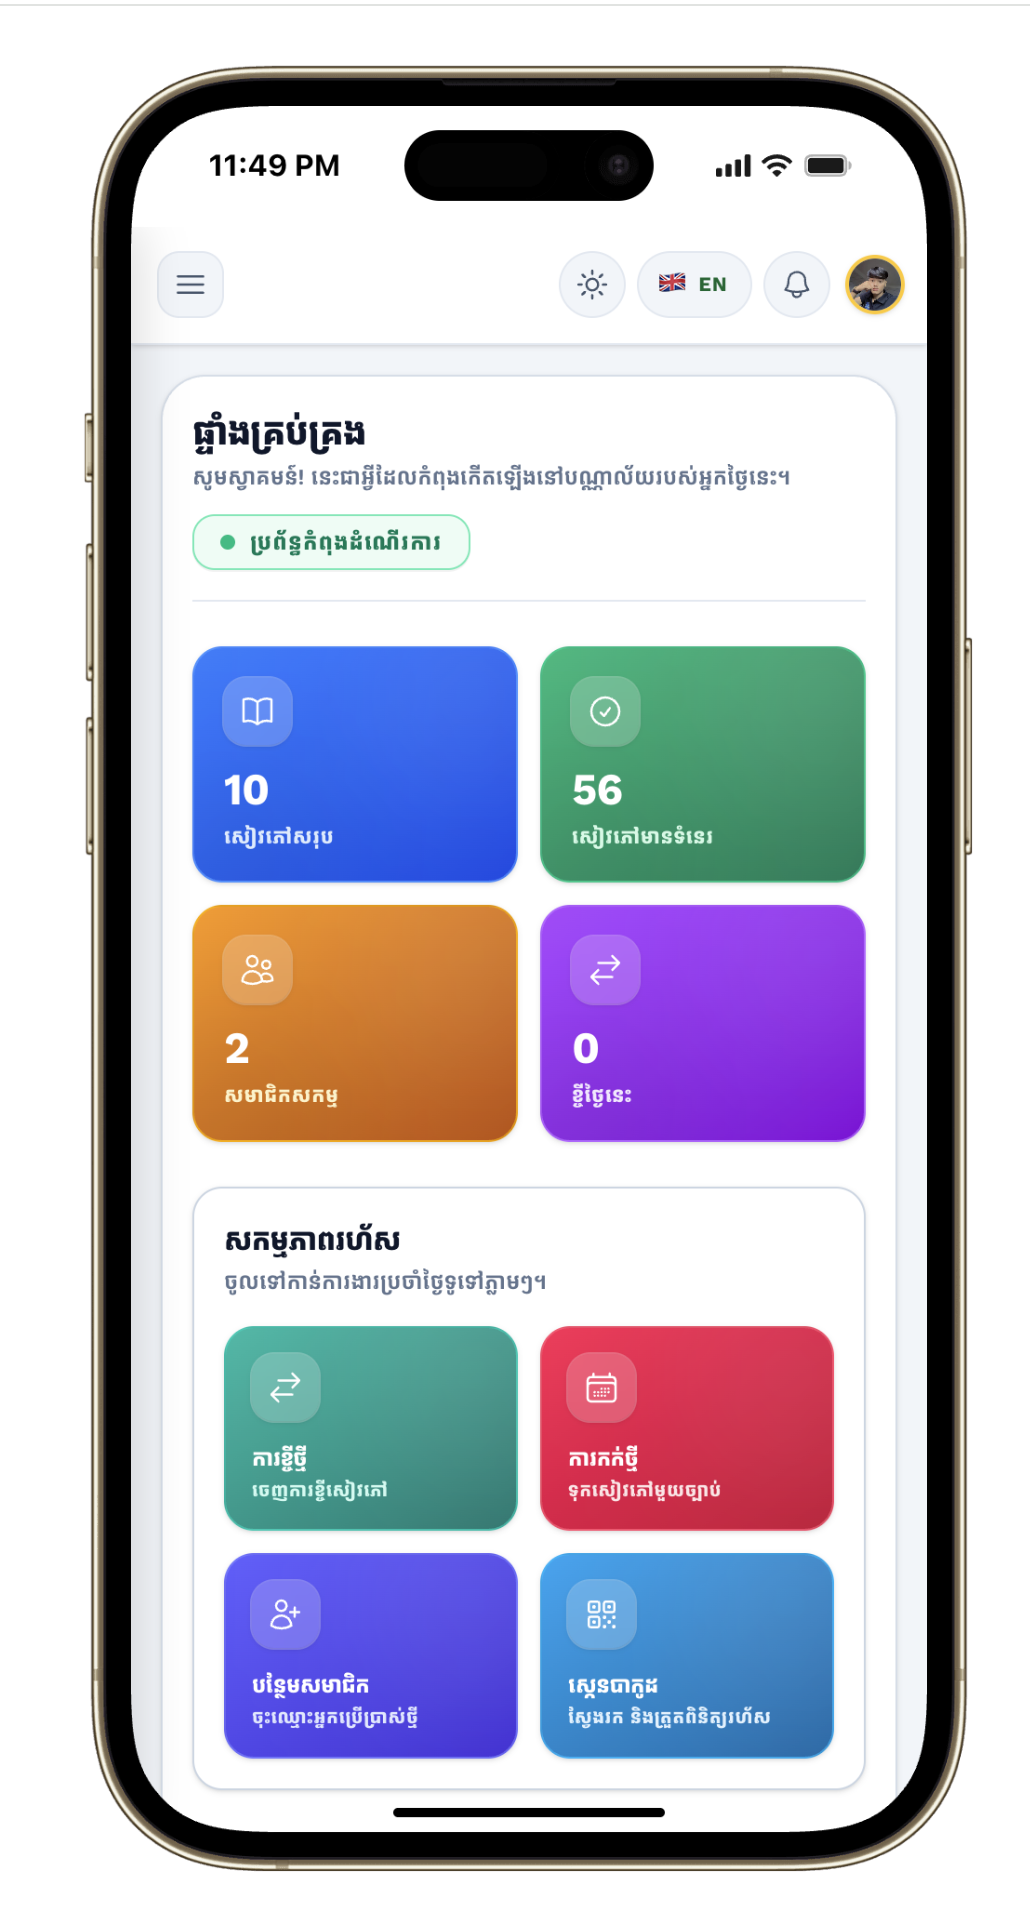 11:49 PM
EN
ផ្ទាំងគ្រប់គ្រង
សូមស្វាគមន៍! នេះជាអ្វីដែលកំពុងកើតឡើងនៅបណ្ណាល័យរបស់អ្នកថ្ងៃនេះ។
ប្រព័ន្ធកំពុងដំណើរការ
10
សៀវភៅសរុប
56
សៀវភៅមានទំនេរ
2
សមាជិកសកម្ម
0
ខ្ចីថ្ងៃនេះ
សកម្មភាពរហ័ស
ចូលទៅកាន់ការងារប្រចាំថ្ងៃទូទៅភ្លាមៗ។
ការខ្ចីថ្មី
ចេញការខ្ចីសៀវភៅ
ការកក់ថ្មី
ទុកសៀវភៅមួយច្បាប់
បន្ថែមសមាជិក
ចុះឈ្មោះអ្នកប្រើប្រាស់ថ្មី
ស្កេនបាកូដ
ស្វែងរក និងត្រួតពិនិត្យរហ័ស